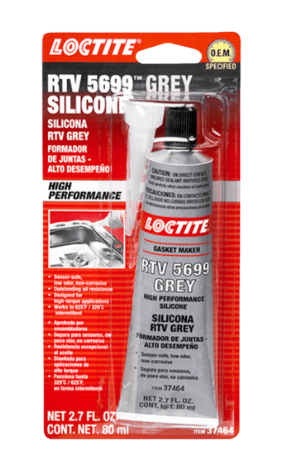 LOCTITE
O.E.M.
SPECIFIED
RTV 5699™ GREY
SILICONE
SILICONA
RTV GREY
FORMADOR
DE JUNTAS -
ALTO DESEMPEÑO
HIGH
PERFORMANCE
• Sensor-safe,
low odor, non-corrosive
• Outstanding oil resistance
• Designed for
high-torque applications
• Works to 625°F / 329°C
intermittent
• Aprobado por
ensambladores
• Seguro para sensores, de
poco olor, no corrosivo
• Resistencia excepcional
al aceite
• Diseñado para
aplicaciones de
alta torque
• Funciona hasta
329°C / 625°F,
en forma intermitente
NET 2.7 FL. OZ.
CONT. NET. 80 ml
CAUTION:
PRECAUCIONES:
LOCTITE
GASKET MAKER
RTV 5699
GREY
HIGH PERFORMANCE
SILICONE
SILICONA
RTV GREY
FORMADOR DE JUNTAS -
ALTO DESEMPEÑO
• Sensor-safe, low odor,
non-corrosive
• Seguro para sensores,
de poco olor, no corrosivo
ITEM 37464
NET 2.7 FL. OZ.
CONT. NET. 80 ml
ITEM 37464